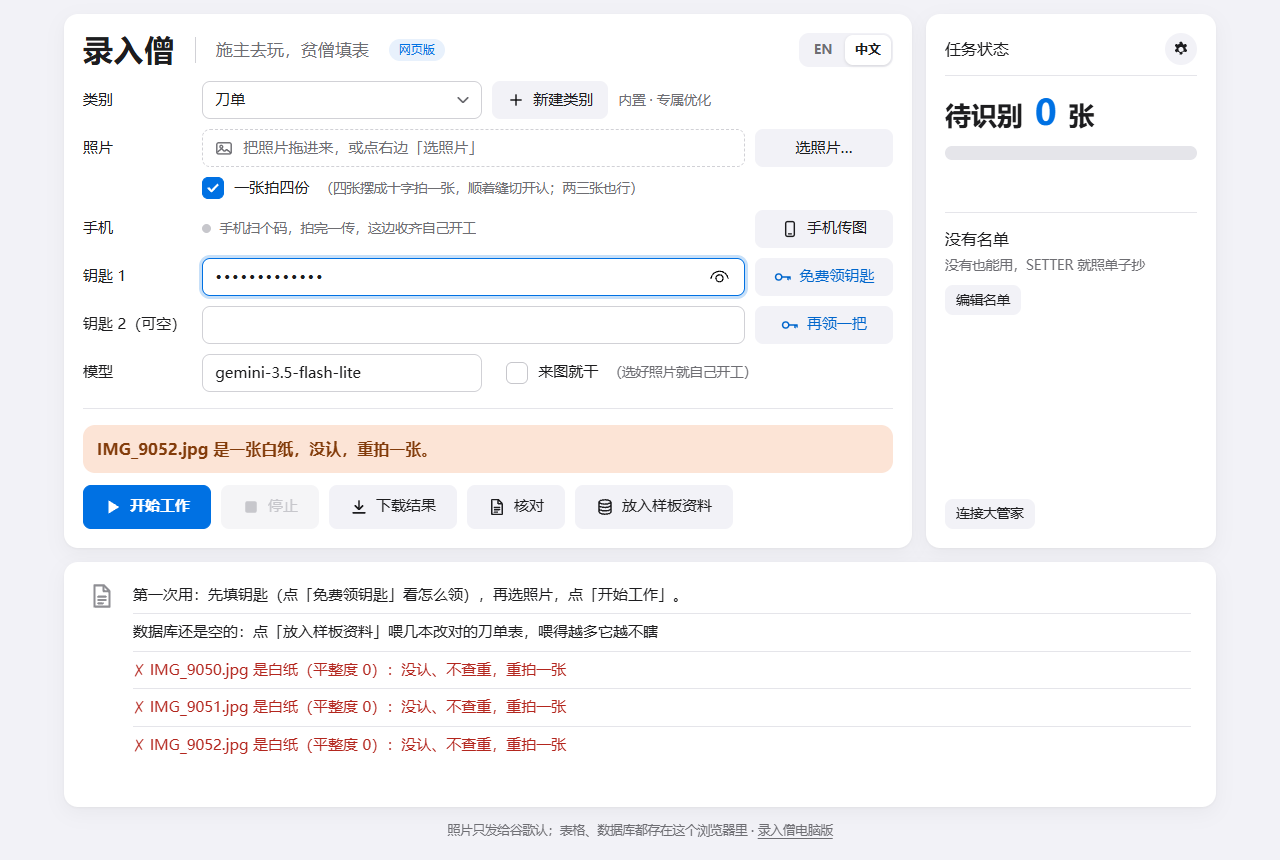 录入僧
施主去玩，贫僧填表
网页版
EN 中文
类别
刀单
新建类别
内置 · 专属优化
照片
把照片拖进来，或点右边「选照片」
选照片...
一张拍四份 （四张摆成十字拍一张，顺着缝切开认；两三张也行）
手机
手机扫个码，拍完一传，这边收齐自己开工
手机传图
钥匙 1
•••••••••••••
免费领钥匙
钥匙 2（可空）
再领一把
模型
gemini-3.5-flash-lite
来图就干 （选好照片就自己开工）
IMG_9052.jpg 是一张白纸，没认，重拍一张。
开始工作
停止
下载结果
核对
放入样板资料
任务状态
待识别 0 张
没有名单
没有也能用，SETTER 就照单子抄
编辑名单
连接大管家
第一次用：先填钥匙（点「免费领钥匙」看怎么领），再选照片，点「开始工作」。
数据库还是空的：点「放入样板资料」喂几本改对的刀单表，喂得越多它越不瞎
✗ IMG_9050.jpg 是白纸（平整度 0）：没认、不查重，重拍一张
✗ IMG_9051.jpg 是白纸（平整度 0）：没认、不查重，重拍一张
✗ IMG_9052.jpg 是白纸（平整度 0）：没认、不查重，重拍一张
照片只发给谷歌认；表格、数据库都存在这个浏览器里 · 录入僧电脑版